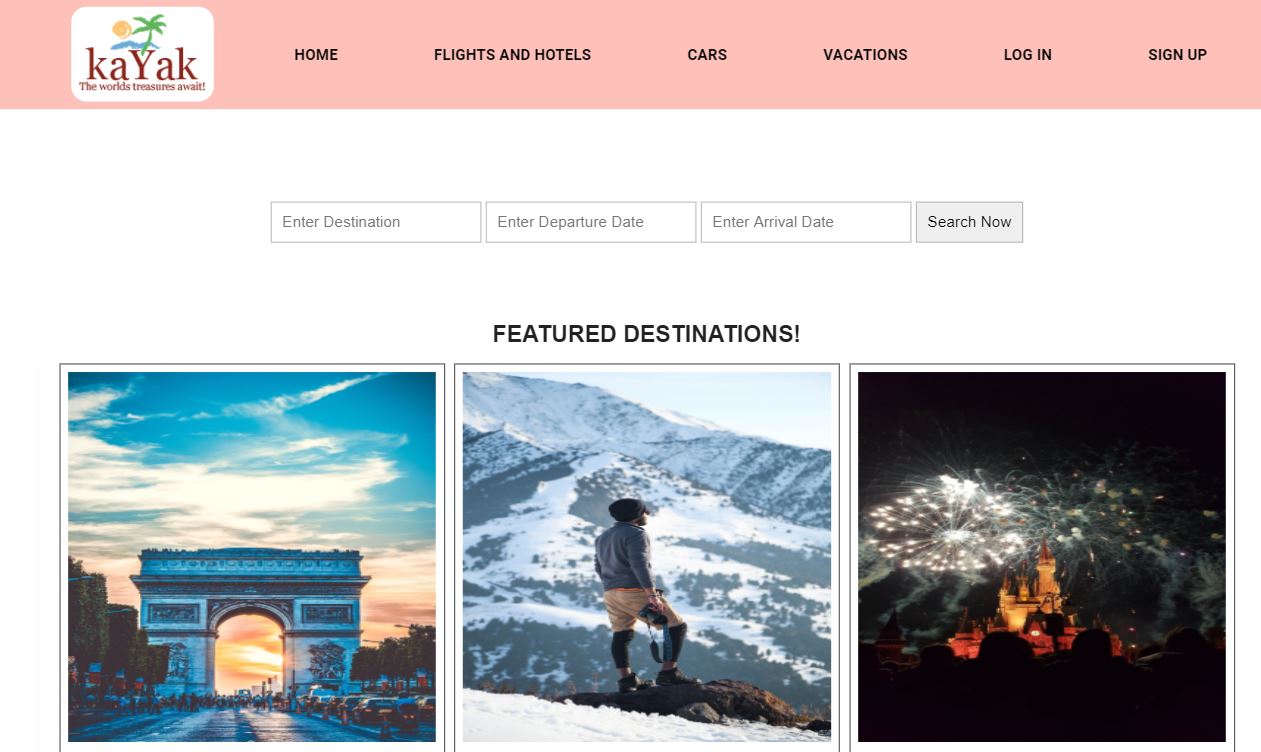 kaYak
The worlds treasures await!
HOME FLIGHTS AND HOTELS CARS VACATIONS LOG IN SIGN UP
Enter Destination Enter Departure Date Enter Arrival Date Search Now
FEATURED DESTINATIONS!